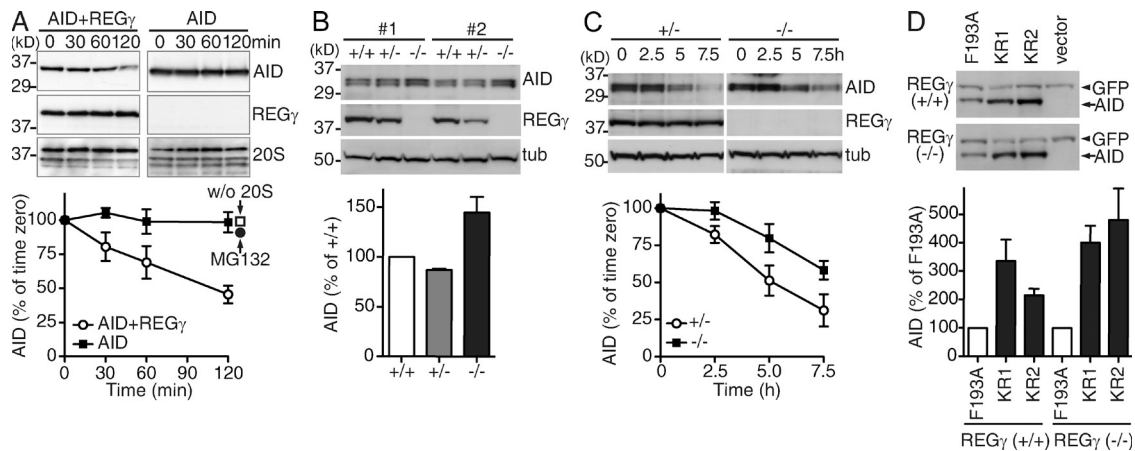 A
AID+REGγ AID
(kD) 0 30 60 120 0 30 60 120 min
37
29
AID
37
REGγ
37
20S
w/o 20S
MG132
AID (% of time zero)
100
75
50
25
0
AID+REGγ
AID
0 30 60 90 120
Time (min)
B
#1 #2
(kD) +/+ +/- -/- +/+ +/- -/-
37
29
AID
37
REGγ
50
tub
AID (% of +/+)
150
100
50
0
+/+ +/- -/-
C
+/- -/-
(kD) 0 2.5 5 7.5 0 2.5 5 7.5h
37
29
AID
37
REGγ
50
tub
AID (% of time zero)
100
75
50
25
0
+/-
-/-
0 2.5 5.0 7.5
Time (h)
D
F193A KR1 KR2 vector
REGγ (+/+)
GFP
AID
REGγ (-/-)
GFP
AID
AID (% of F193A)
500
400
300
200
100
0
F193A KR1 KR2 F193A KR1 KR2
REGγ (+/+) REGγ (-/-)